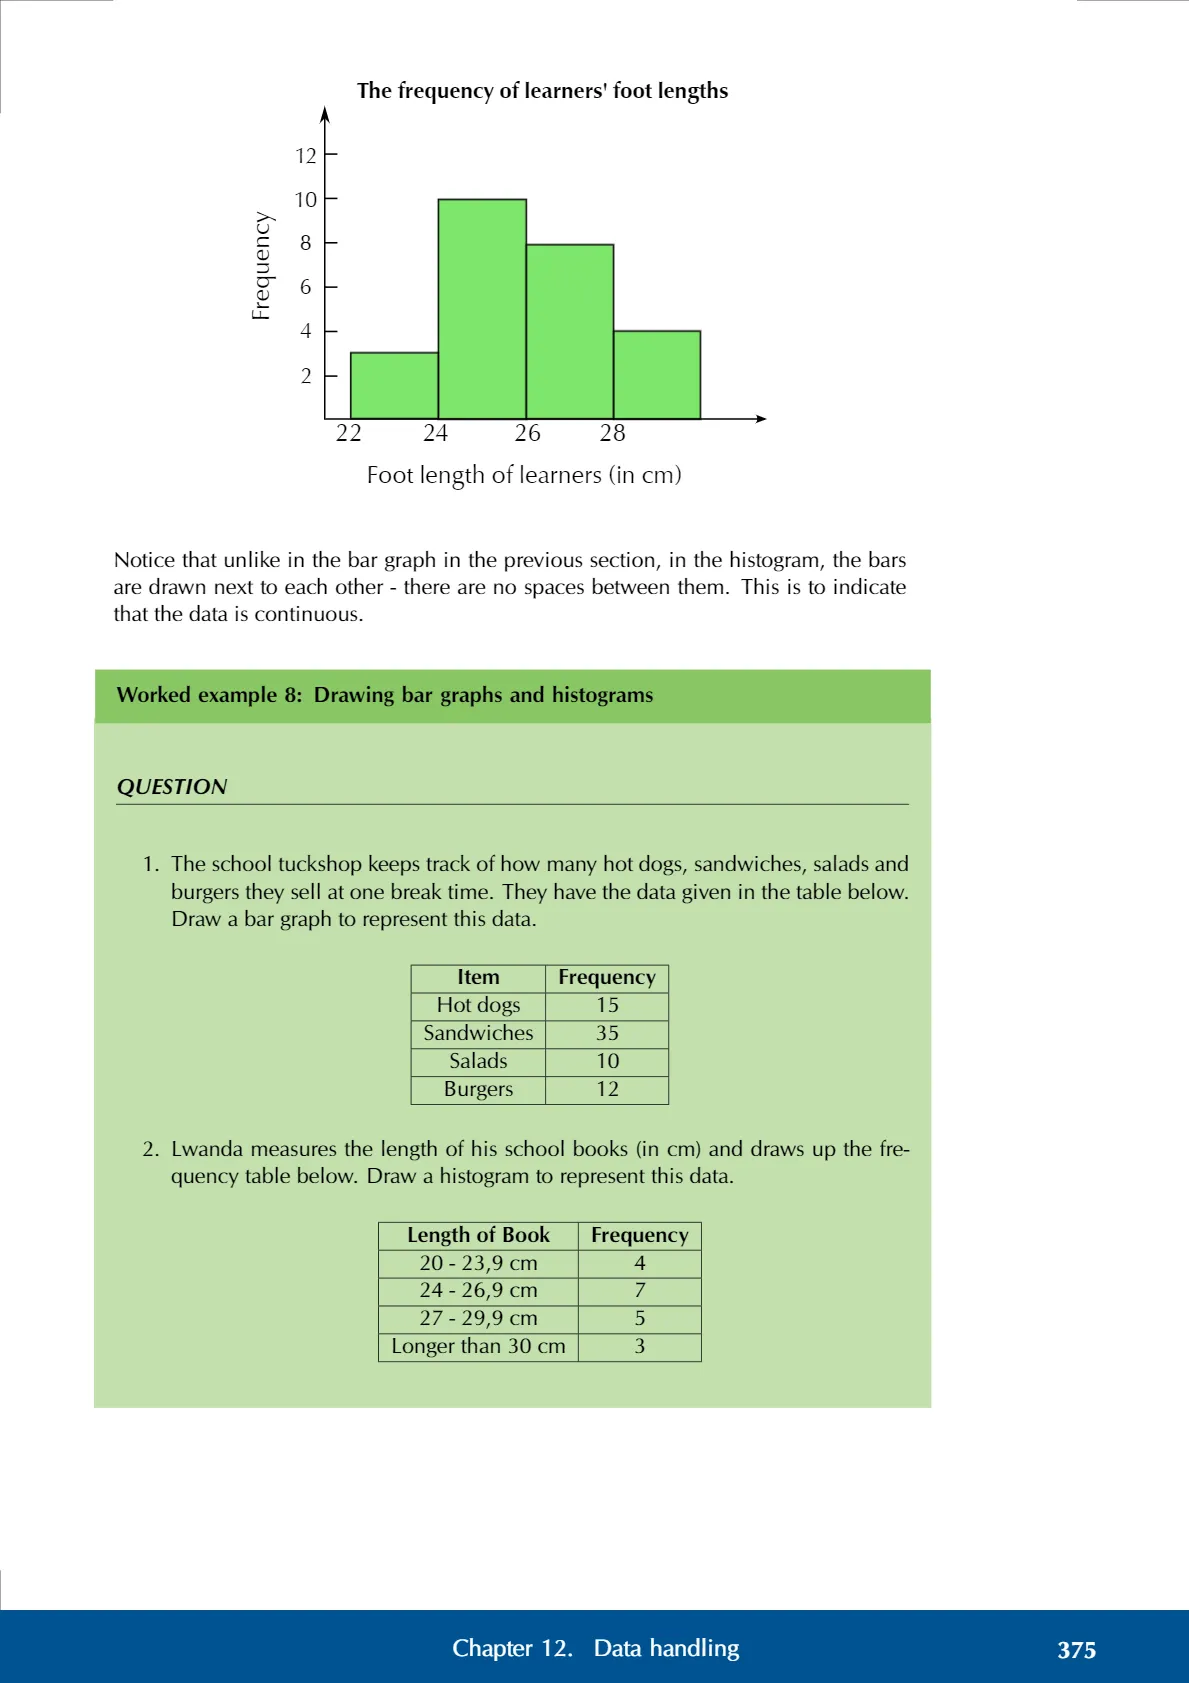 The frequency of learners' foot lengths
12
10
8
6
4
2
Frequency
22 24 26 28
Foot length of learners (in cm)
Notice that unlike in the bar graph in the previous section, in the histogram, the bars
are drawn next to each other - there are no spaces between them. This is to indicate
that the data is continuous.
Worked example 8: Drawing bar graphs and histograms
QUESTION
1. The school tuckshop keeps track of how many hot dogs, sandwiches, salads and
burgers they sell at one break time. They have the data given in the table below.
Draw a bar graph to represent this data.
Item Frequency
Hot dogs 15
Sandwiches 35
Salads 10
Burgers 12
2. Lwanda measures the length of his school books (in cm) and draws up the fre-
quency table below. Draw a histogram to represent this data.
Length of Book Frequency
20 - 23,9 cm 4
24 - 26,9 cm 7
27 - 29,9 cm 5
Longer than 30 cm 3
Chapter 12. Data handling 375